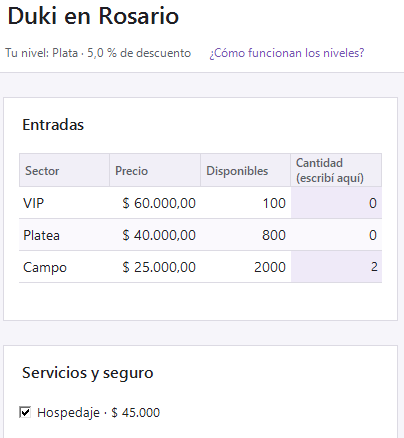 Duki en Rosario
Tu nivel: Plata · 5,0 % de descuento ¿Cómo funcionan los niveles?
Entradas
Sector Precio Disponibles Cantidad (escribí aquí)
VIP $ 60.000,00 100 0
Platea $ 40.000,00 800 0
Campo $ 25.000,00 2000 2
Servicios y seguro
Hospedaje · $ 45.000